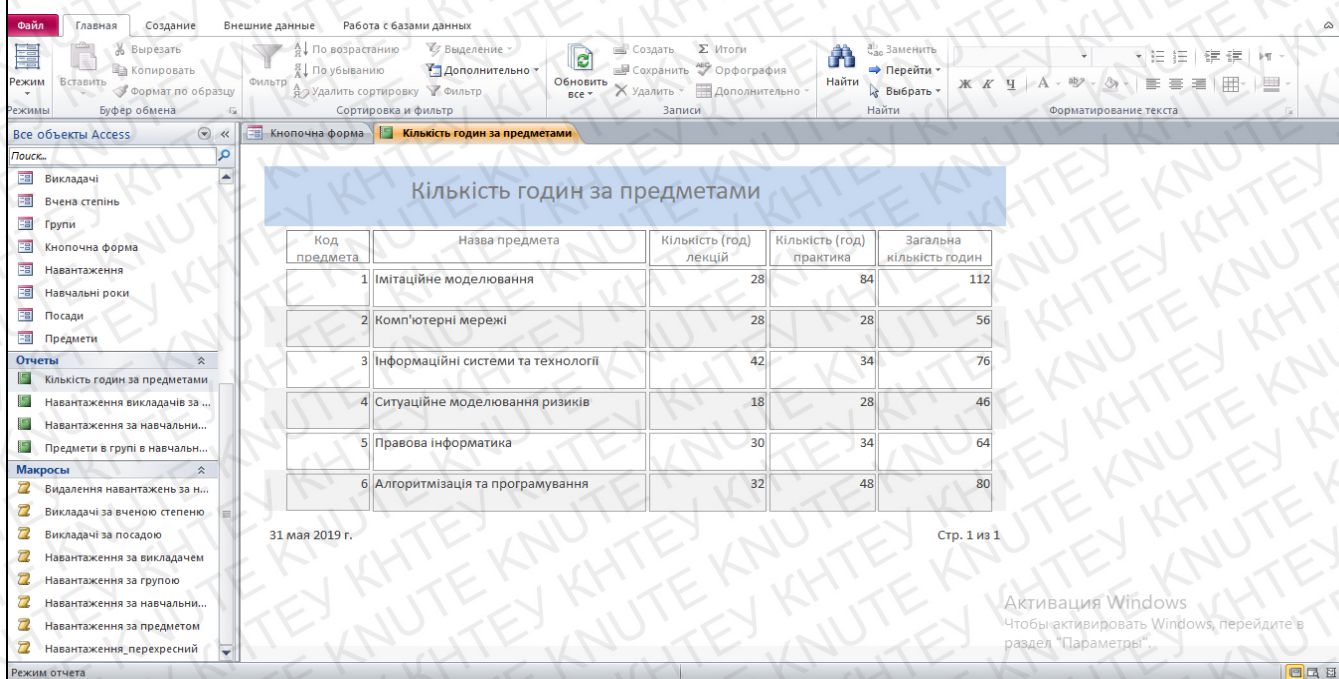 Файл Главная Создание Внешние данные Работа с базами данных
Режим
Режимы
Вставить
Вырезать
Копировать
Формат по образцу
Буфер обмена
Фильтр
По возрастанию
По убыванию
Удалить сортировку
Выделение
Дополнительно
Фильтр
Сортировка и фильтр
Обновить
все
Создать
Сохранить
Удалить
Итоги
Орфография
Дополнительно
Записи
Найти
Заменить
Перейти
Выбрать
Найти
Ж К Ч А
Форматирование текста
Все объекты Access
Поиск...
Викладачі
Вчена степінь
Групи
Кнопочна форма
Навантаження
Навчальні роки
Посади
Предмети
Отчеты
Кількість годин за предметами
Навантаження викладачів за ...
Навантаження за навчальни...
Предмети в групі в навчальн...
Макросы
Видалення навантажень за н...
Викладачі за вченою степеню
Викладачі за посадою
Навантаження за викладачем
Навантаження за групою
Навантаження за навчальни...
Навантаження за предметом
Навантаження_перехресний
Кнопочна форма Кількість годин за предметами
Кількість годин за предметами
Код предмета Назва предмета Кількість (год) лекцій Кількість (год) практика Загальна кількість годин
1 Імітаційне моделювання 28 84 112
2 Комп'ютерні мережі 28 28 56
3 Інформаційні системи та технології 42 34 76
4 Ситуаційне моделювання ризиків 18 28 46
5 Правова інформатика 30 34 64
6 Алгоритмізація та програмування 32 48 80
31 мая 2019 г. Стр. 1 из 1
Активация Windows
Чтобы активировать Windows, перейдите в
раздел "Параметры".
Режим отчета